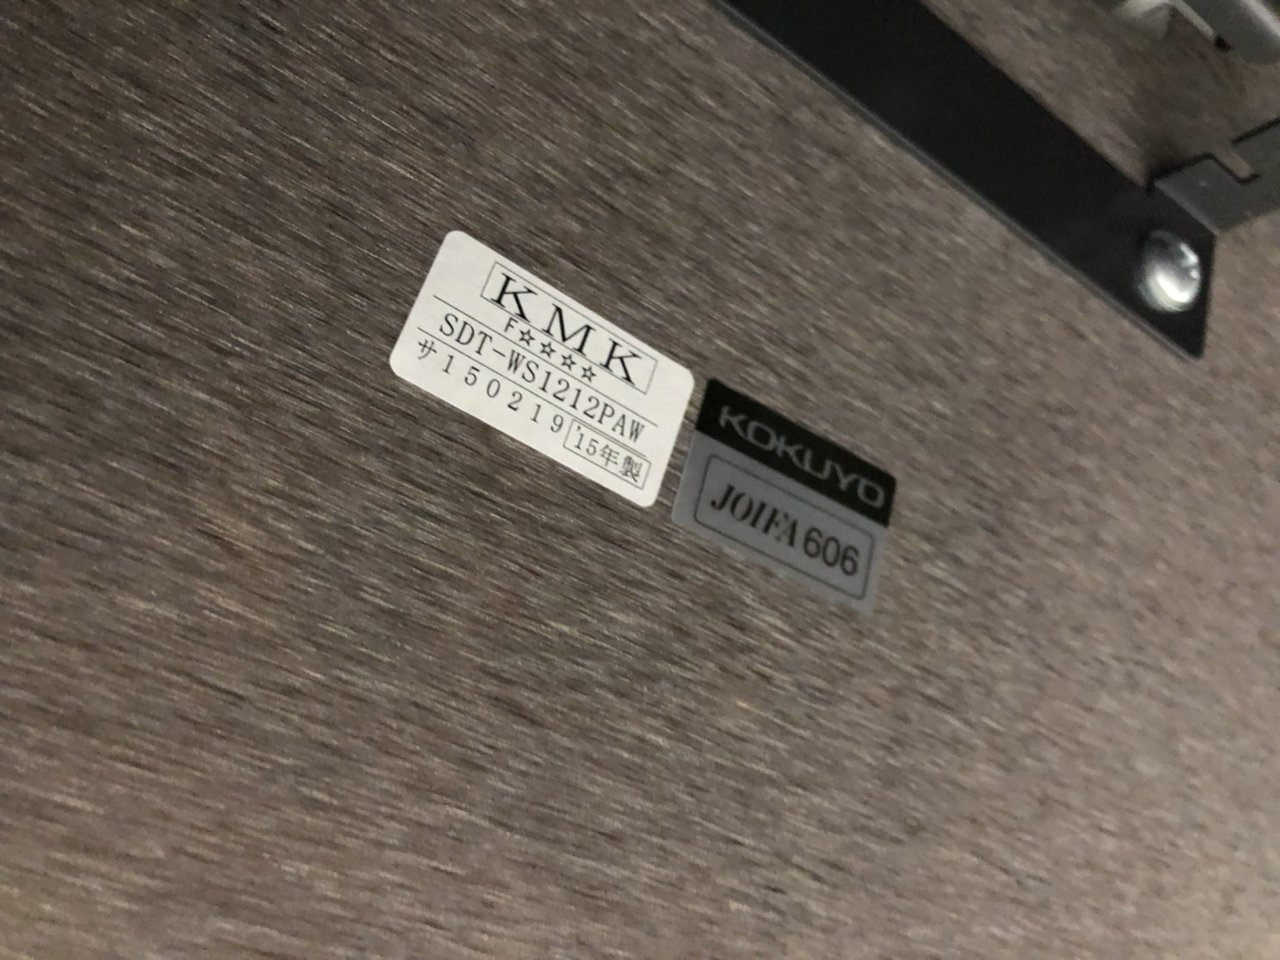 KMK
F☆☆☆☆
SDT-WS1212PAW
サ150219 '15年製
KOKUYO
JOIFA 606